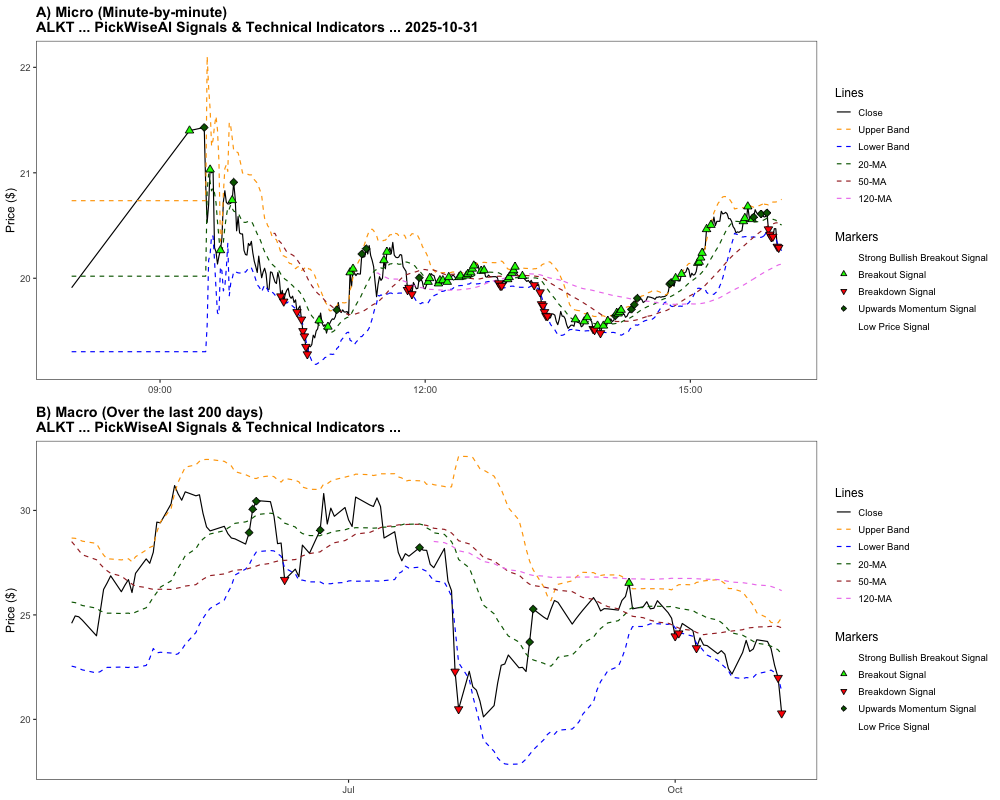 A) Micro (Minute-by-minute)
ALKT ... PickWiseAI Signals & Technical Indicators ... 2025-10-31
Price ($)
22
21
20
09:00
12:00
15:00
Lines
Close
Upper Band
Lower Band
20-MA
50-MA
120-MA
Markers
Strong Bullish Breakout Signal
Breakout Signal
Breakdown Signal
Upwards Momentum Signal
Low Price Signal
B) Macro (Over the last 200 days)
ALKT ... PickWiseAI Signals & Technical Indicators ...
Price ($)
30
25
20
Jul
Oct
Lines
Close
Upper Band
Lower Band
20-MA
50-MA
120-MA
Markers
Strong Bullish Breakout Signal
Breakout Signal
Breakdown Signal
Upwards Momentum Signal
Low Price Signal